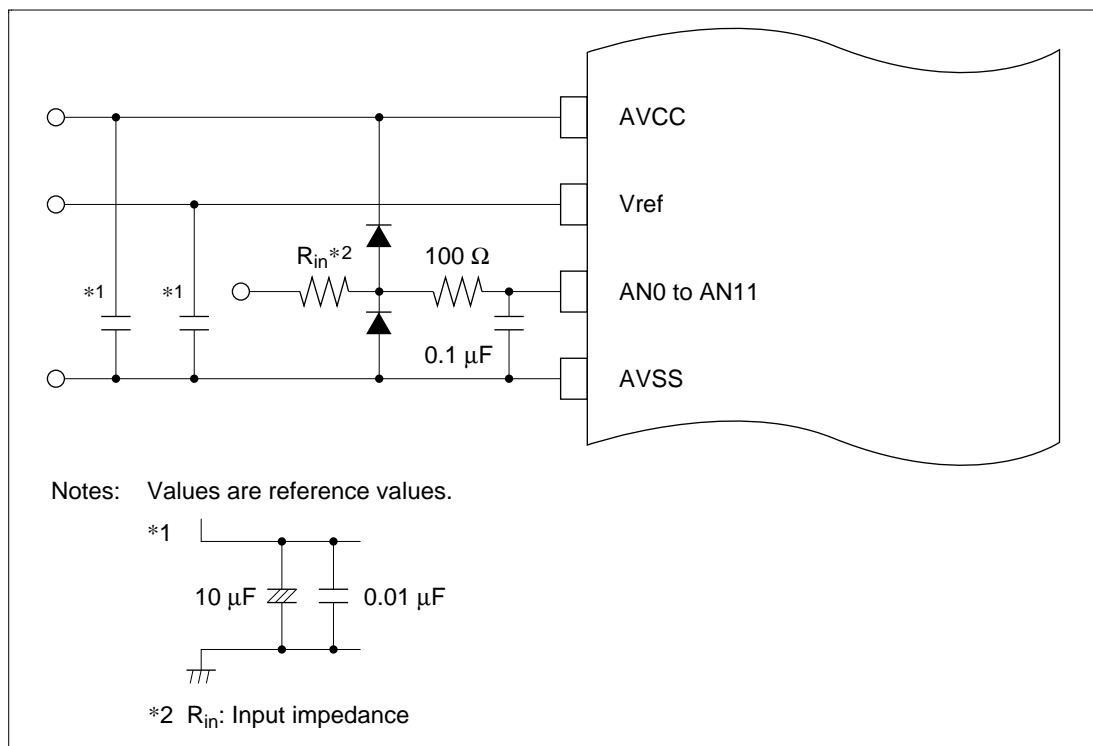 AVCC
Vref
Rin*2
100 Ω
*1
*1
AN0 to AN11
0.1 μF
AVSS
Notes: Values are reference values.
*1
10 μF
0.01 μF
*2 Rin: Input impedance